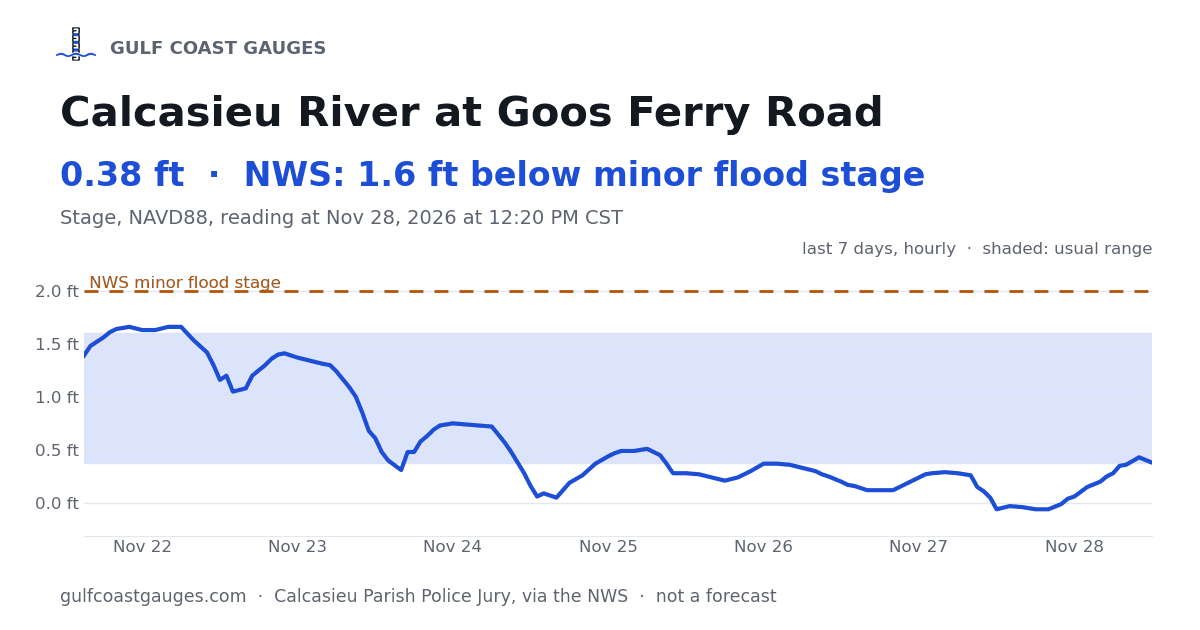 GULF COAST GAUGES
Calcasieu River at Goos Ferry Road
0.38 ft · NWS: 1.6 ft below minor flood stage
Stage, NAVD88, reading at Nov 28, 2026 at 12:20 PM CST
last 7 days, hourly · shaded: usual range
NWS minor flood stage
2.0 ft
1.5 ft
1.0 ft
0.5 ft
0.0 ft
Nov 22 Nov 23 Nov 24 Nov 25 Nov 26 Nov 27 Nov 28
gulfcoastgauges.com · Calcasieu Parish Police Jury, via the NWS · not a forecast